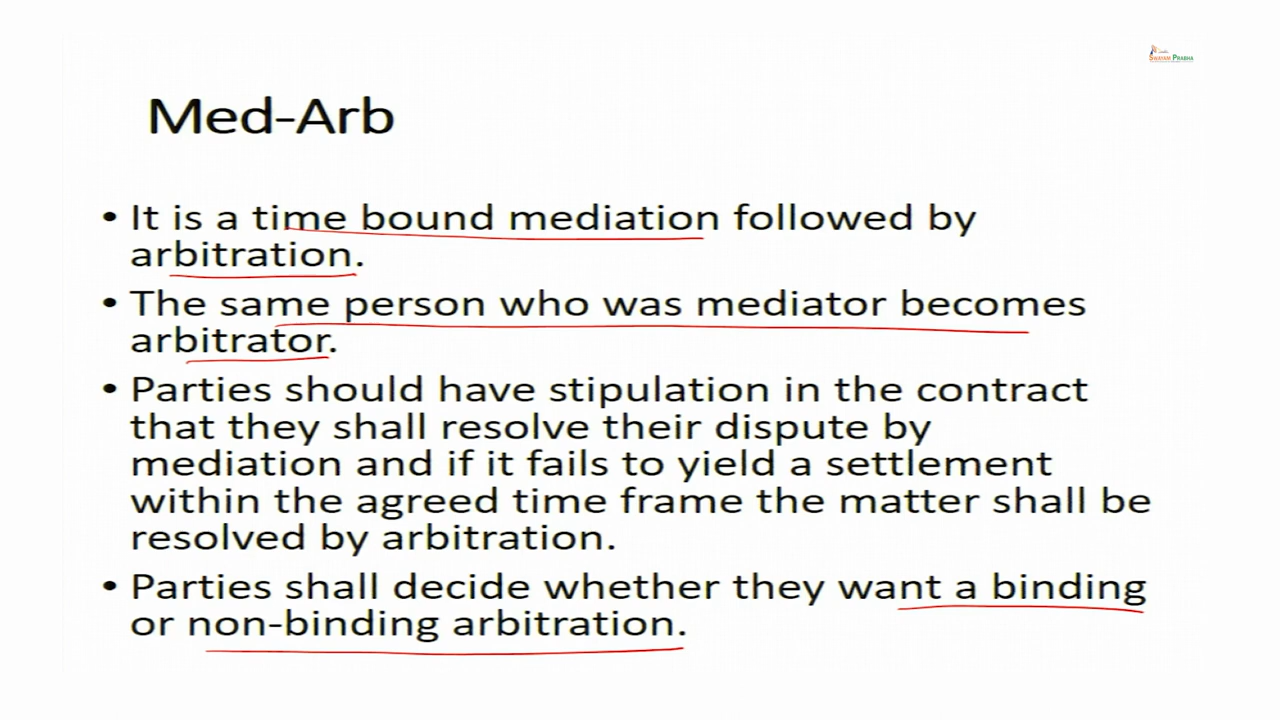 SWAYAM PRABHA
Med-Arb
• It is a time bound mediation followed by
arbitration.
• The same person who was mediator becomes
arbitrator.
• Parties should have stipulation in the contract
that they shall resolve their dispute by
mediation and if it fails to yield a settlement
within the agreed time frame the matter shall be
resolved by arbitration.
• Parties shall decide whether they want a binding
or non-binding arbitration.